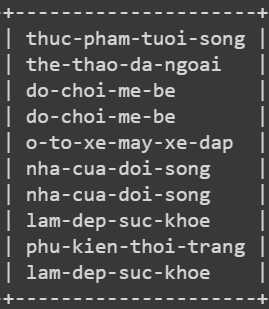 thuc-pham-tuoi-song
the-thao-da-ngoai
do-choi-me-be
do-choi-me-be
o-to-xe-may-xe-dap
nha-cua-doi-song
nha-cua-doi-song
lam-dep-suc-khoe
phu-kien-thoi-trang
lam-dep-suc-khoe